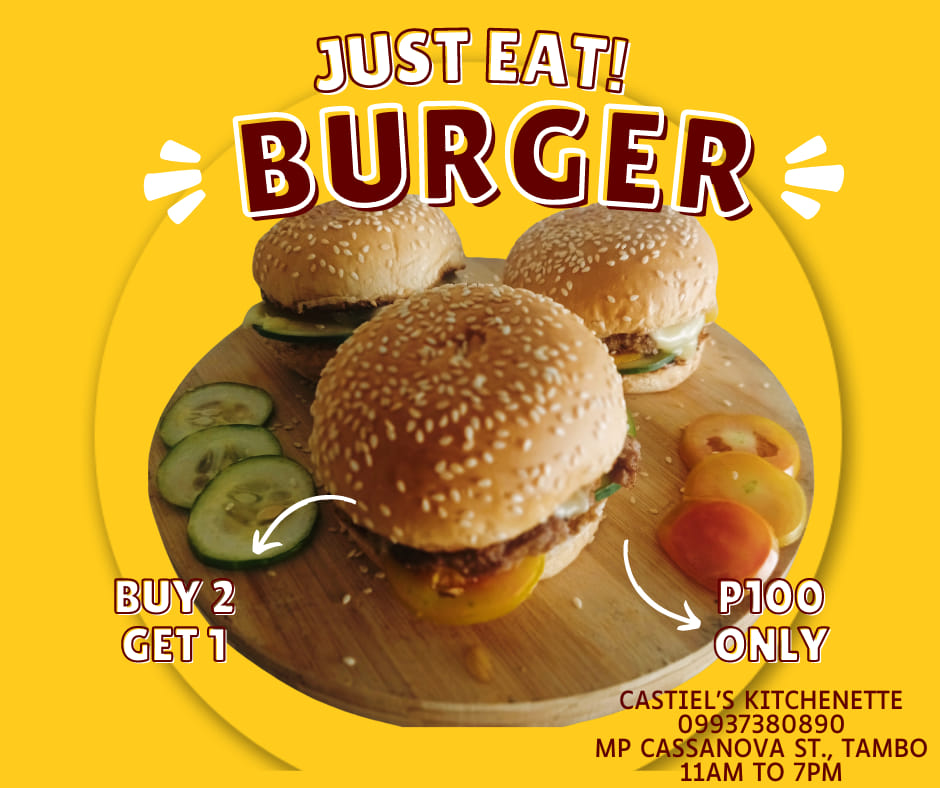 JUST EAT!
BURGER
BUY 2
GET 1
P100
ONLY
CASTIEL'S KITCHENETTE
09937380890
MP CASSANOVA ST., TAMBO
11AM TO 7PM